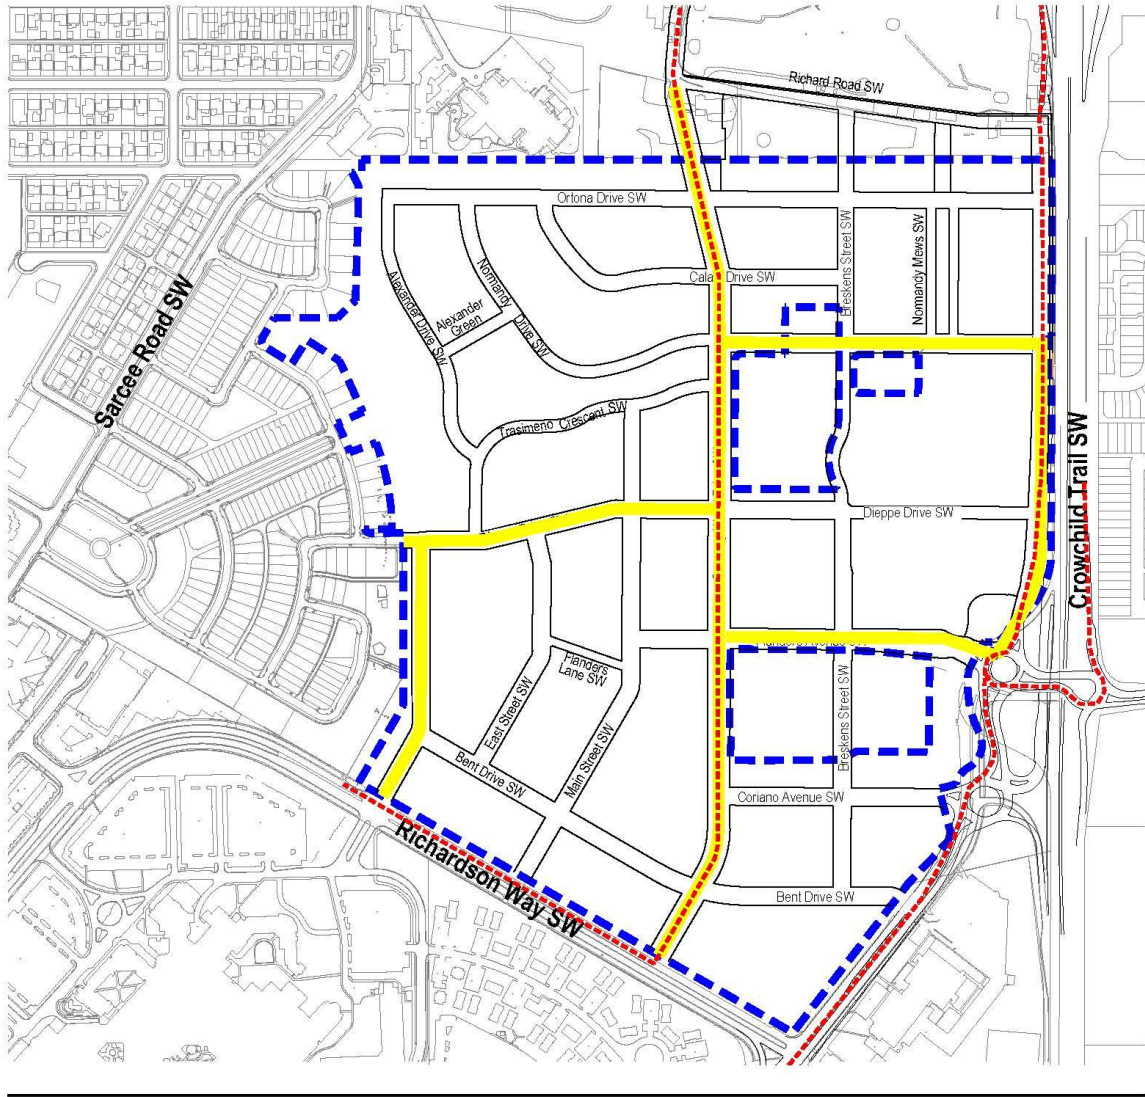 Richard Road SW
Ortona Drive SW
Breskens Street SW
Normandy Mews SW
Cala Drive SW
Alexander Drive SW
Alexander
Green
Normandy
Drive SW
Sarcee Road SW
Trasimeno Crescent SW
Crowchild Trail SW
Dieppe Drive SW
Flanders
Lane SW
East Street SW
Main Street SW
Bent Drive SW
Breskens Street SW
Coriano Avenue SW
Richardson Way SW
Bent Drive SW